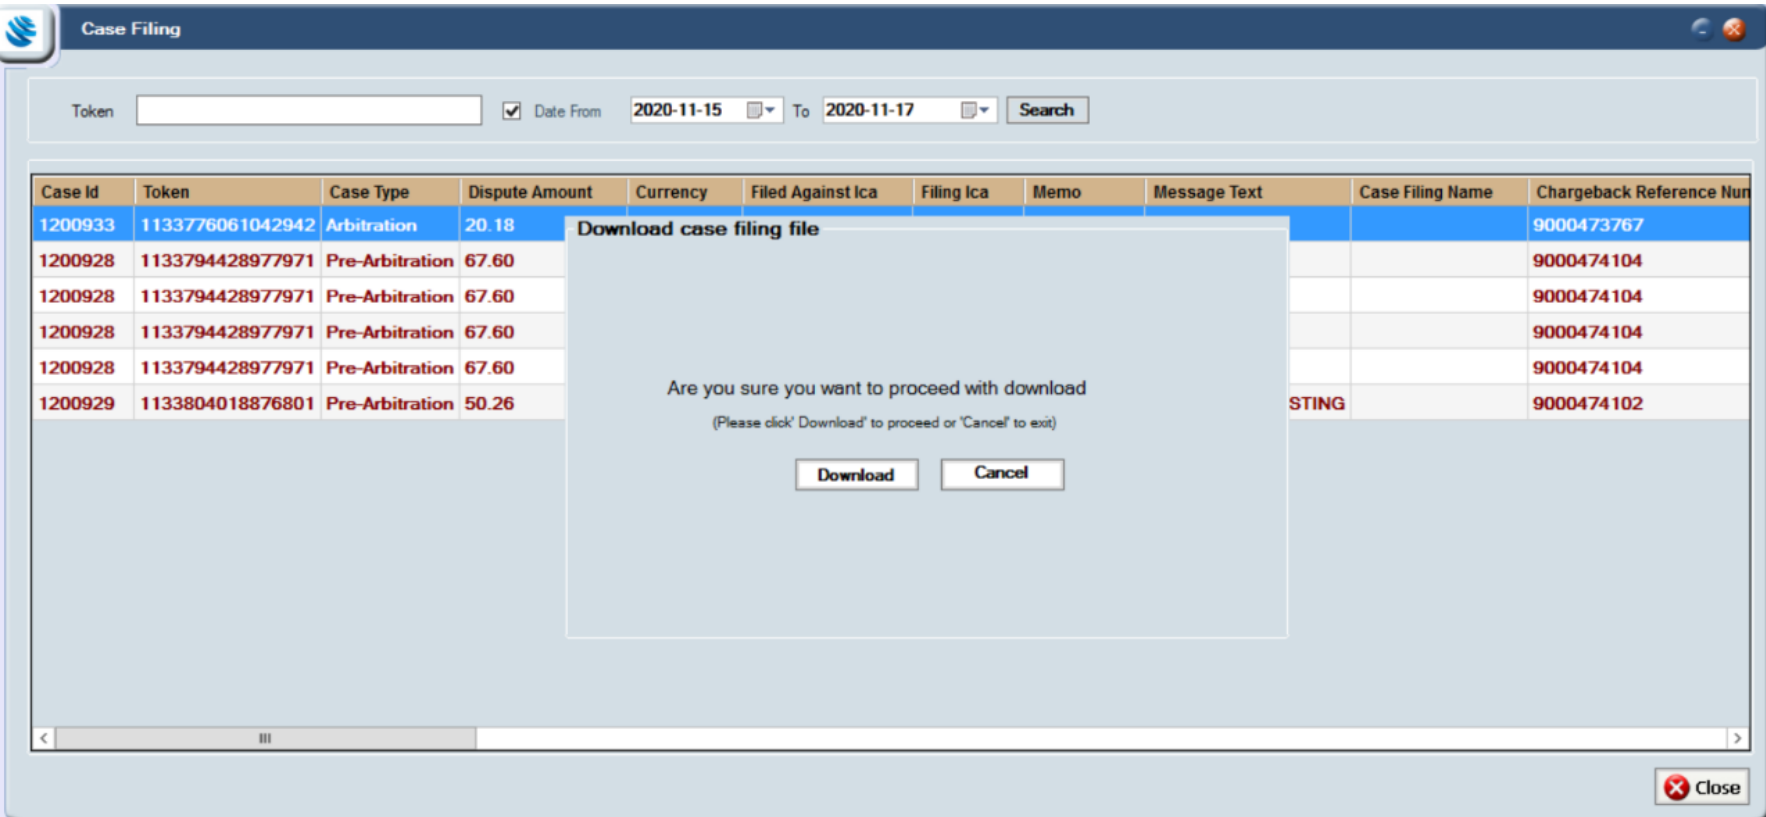 Case Filing
Token Date From 2020-11-15 To 2020-11-17 Search
Case Id Token Case Type Dispute Amount Currency Filed Against Ica Filing Ica Memo Message Text Case Filing Name Chargeback Reference Num
1200933 11337760610429​42 Arbitration 20.18 9000473767
Download case filing file
1200928 1133794428977971 Pre-Arbitration 67.60 9000474104
1200928 1133794428977971 Pre-Arbitration 67.60 9000474104
1200928 1133794428977971 Pre-Arbitration 67.60 9000474104
1200928 1133794428977971 Pre-Arbitration 67.60 9000474104
1200929 1133804018876801 Pre-Arbitration 50.26 STING 9000474102
Are you sure you want to proceed with download
(Please click' Download' to proceed or 'Cancel' to exit)
Download Cancel
Close